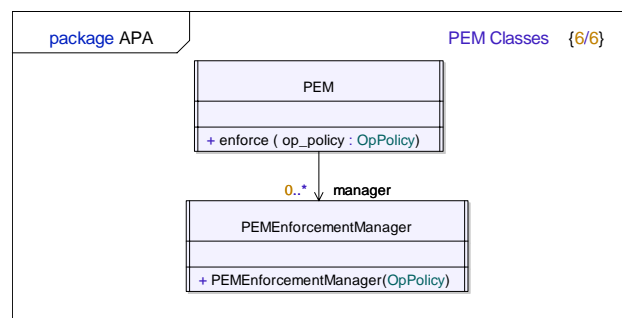 package APA
PEM Classes {6/6}
PEM
+ enforce ( op_policy : OpPolicy)
0..* manager
PEMEnforcementManager
+ PEMEnforcementManager(OpPolicy)